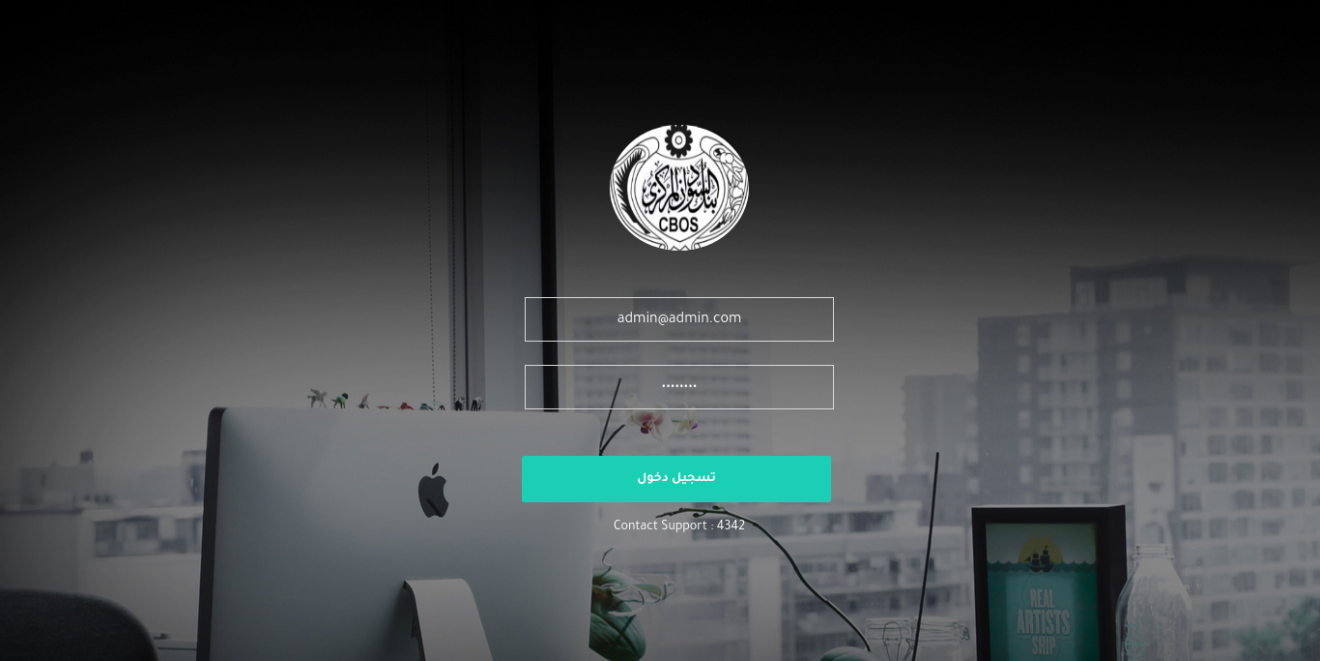 بنك السودان المركزي
CBOS
admin@admin.com
••••••••
تسجيل دخول
Contact Support : 4342
REAL
ARTISTS
SHIP